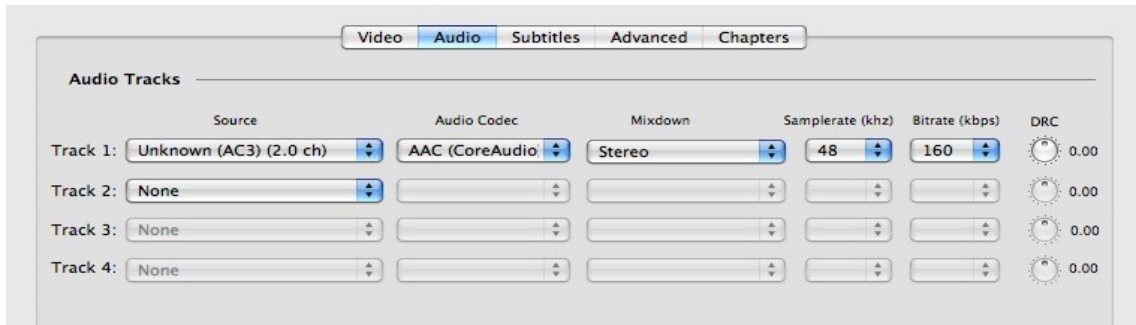 Video Audio Subtitles Advanced Chapters
Audio Tracks
Source Audio Codec Mixdown Samplerate (khz) Bitrate (kbps) DRC
Track 1: Unknown (AC3) (2.0 ch) AAC (CoreAudio) Stereo 48 160 0.00
Track 2: None 0.00
Track 3: None 0.00
Track 4: None 0.00